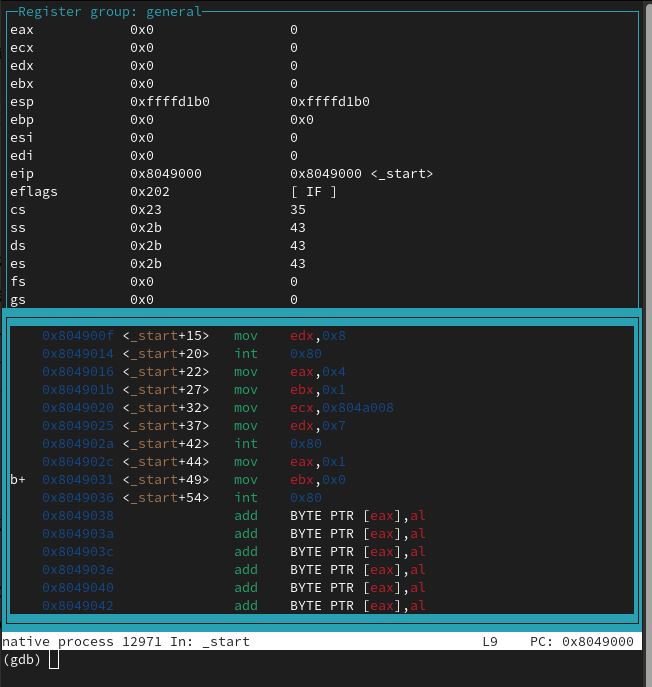 Register group: general
eax 0x0 0
ecx 0x0 0
edx 0x0 0
ebx 0x0 0
esp 0xffffd1b0 0xffffd1b0
ebp 0x0 0x0
esi 0x0 0
edi 0x0 0
eip 0x8049000 0x8049000 <_start>
eflags 0x202 [ IF ]
cs 0x23 35
ss 0x2b 43
ds 0x2b 43
es 0x2b 43
fs 0x0 0
gs 0x0 0
0x804900f <_start+15> mov edx,0x8
0x8049014 <_start+20> int 0x80
0x8049016 <_start+22> mov eax,0x4
0x804901b <_start+27> mov ebx,0x1
0x8049020 <_start+32> mov ecx,0x804a008
0x8049025 <_start+37> mov edx,0x7
0x804902a <_start+42> int 0x80
0x804902c <_start+44> mov eax,0x1
b+ 0x8049031 <_start+49> mov ebx,0x0
0x8049036 <_start+54> int 0x80
0x8049038 add BYTE PTR [eax],al
0x804903a add BYTE PTR [eax],al
0x804903c add BYTE PTR [eax],al
0x804903e add BYTE PTR [eax],al
0x8049040 add BYTE PTR [eax],al
0x8049042 add BYTE PTR [eax],al
native process 12971 In: _start L9 PC: 0x8049000
(gdb)